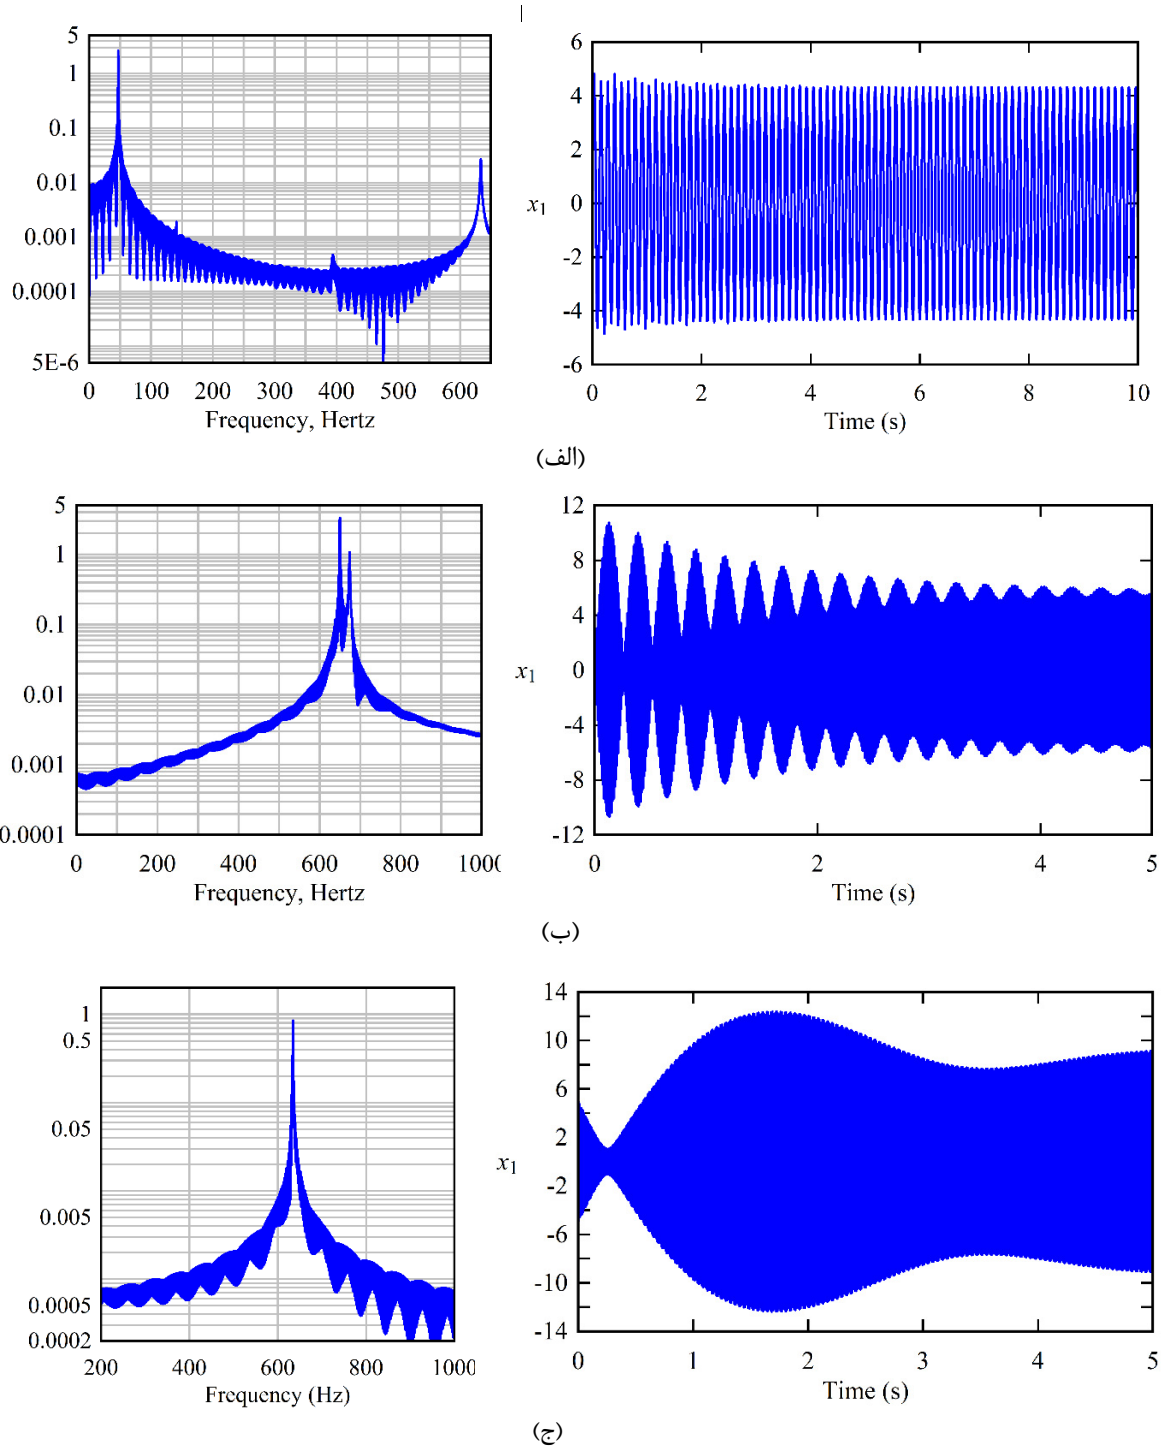 5
1
0.1
0.01
0.001
0.0001
5E-6
0 100 200 300 400 500 600
Frequency, Hertz
6
4
2
0
-2
-4
-6
x1
0 2 4 6 8 10
Time (s)
(الف)
5
1
0.1
0.01
0.001
0.0001
0 200 400 600 800 1000
Frequency, Hertz
12
8
4
0
-4
-8
-12
x1
0 2 4 5
Time (s)
(ب)
1
0.5
0.05
0.005
0.0005
0.0002
200 400 600 800 1000
Frequency (Hz)
14
10
6
2
-2
-6
-10
-14
x1
0 1 2 3 4 5
Time (s)
(ج)